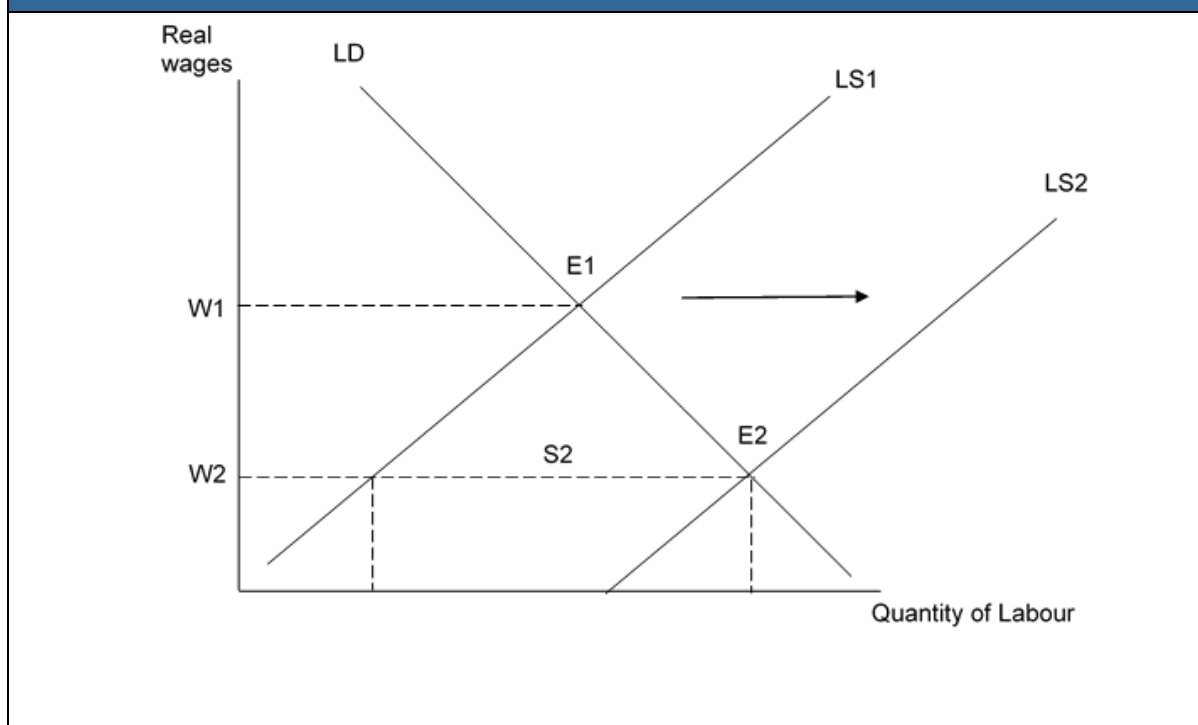 Real
wages
LD
LS1
LS2
E1
W1
E2
S2
W2
Quantity of Labour